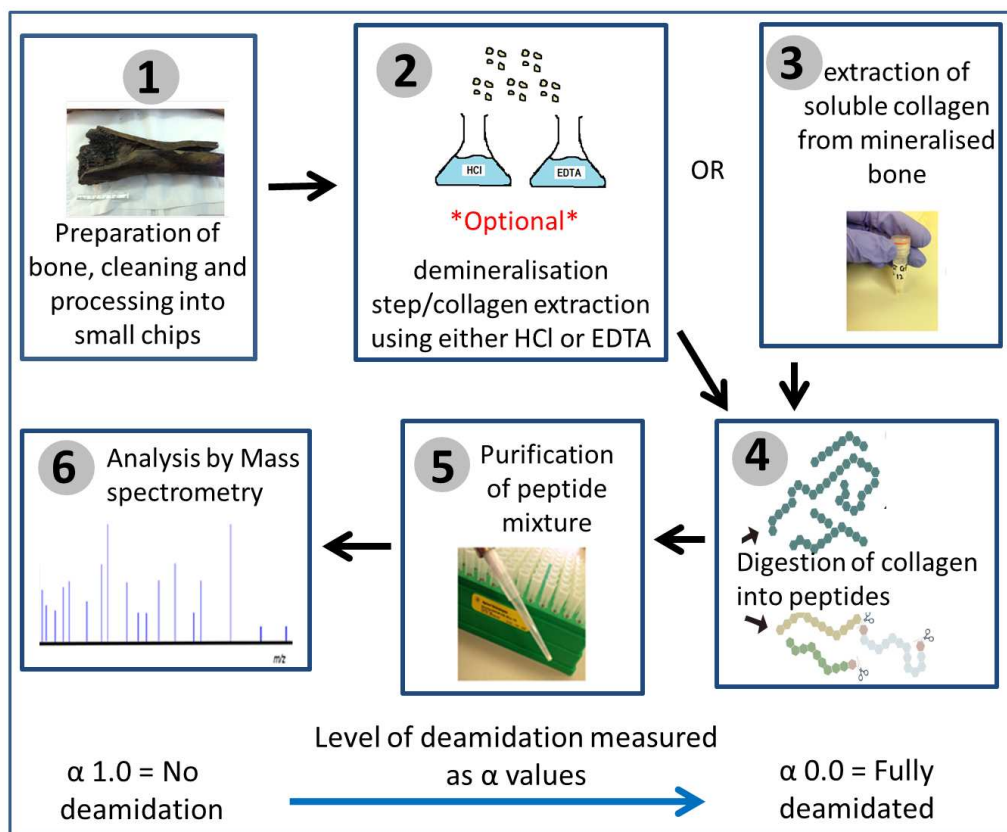 1
Preparation of
bone, cleaning and
processing into
small chips
2
HCl
EDTA
*Optional*
demineralisation
step/collagen extraction
using either HCl or EDTA
OR
3
extraction of
soluble collagen
from mineralised
bone
4
Digestion of collagen
into peptides
5
Purification
of peptide
mixture
6
Analysis by Mass
spectrometry
m/z
Level of deamidation measured
as α values
α 1.0 = No
deamidation
α 0.0 = Fully
deamidated